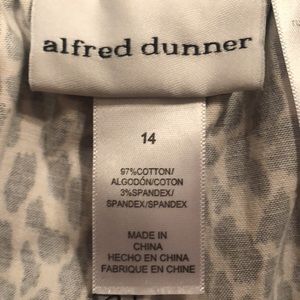 alfred dunner
14
97%COTTON/
ALGODÓN/COTON
3%SPANDEX/
SPANDEX/SPANDEX
MADE IN
CHINA
HECHO EN CHINA
FABRIQUE EN CHINE